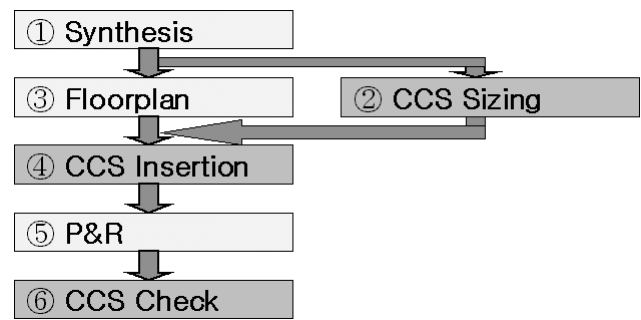 ① Synthesis
③ Floorplan
② CCS Sizing
④ CCS Insertion
⑤ P&R
⑥ CCS Check